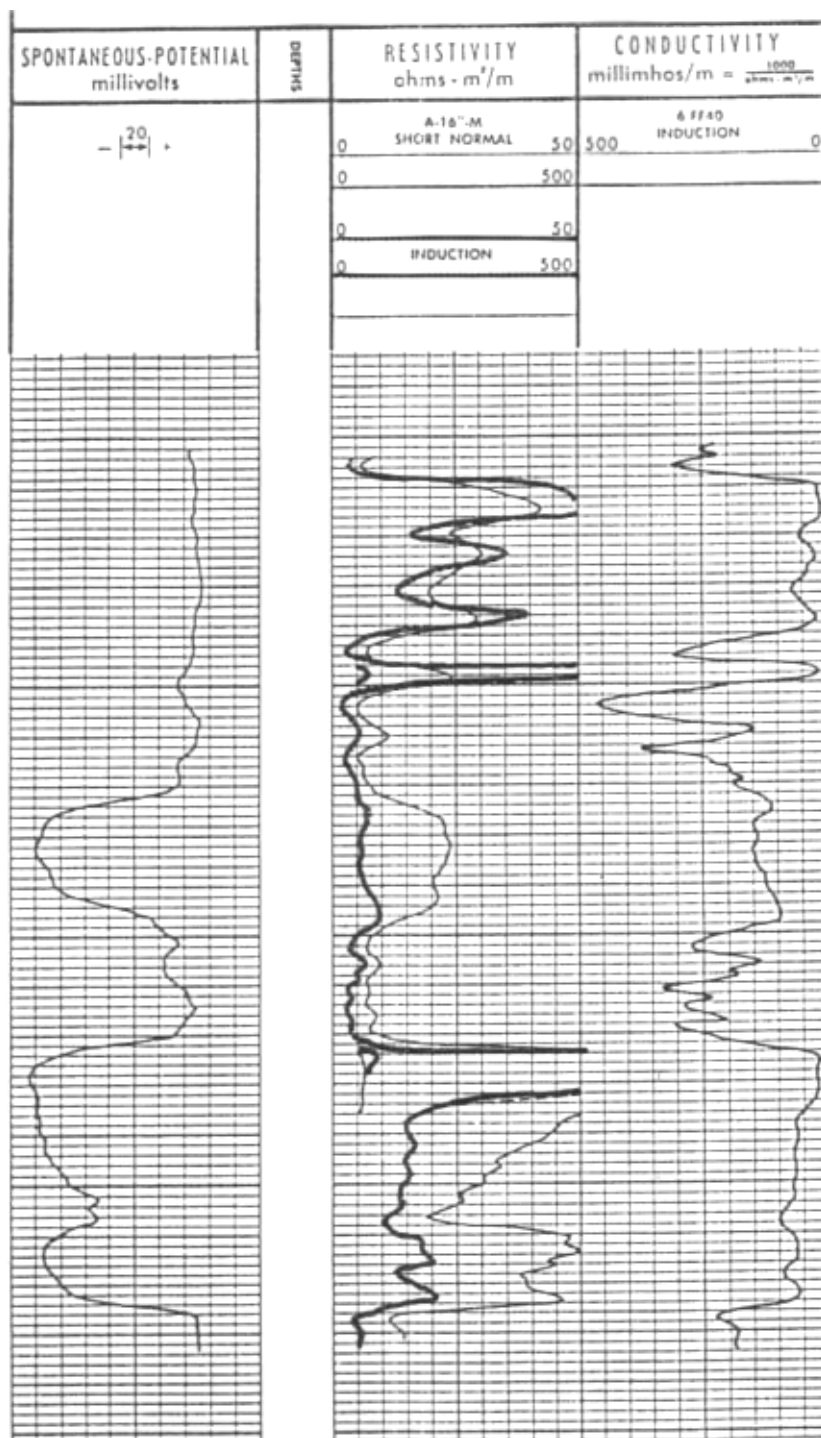 SPONTANEOUS-POTENTIAL
millivolts
- 20 +
DEPTHS
RESISTIVITY
ohms - m²/m
A-16"-M
SHORT NORMAL
0 50
0 500
0 50
INDUCTION
0 500
CONDUCTIVITY
millimhos/m = 1000
ohms - m²/m
6 FF40
INDUCTION
500 0